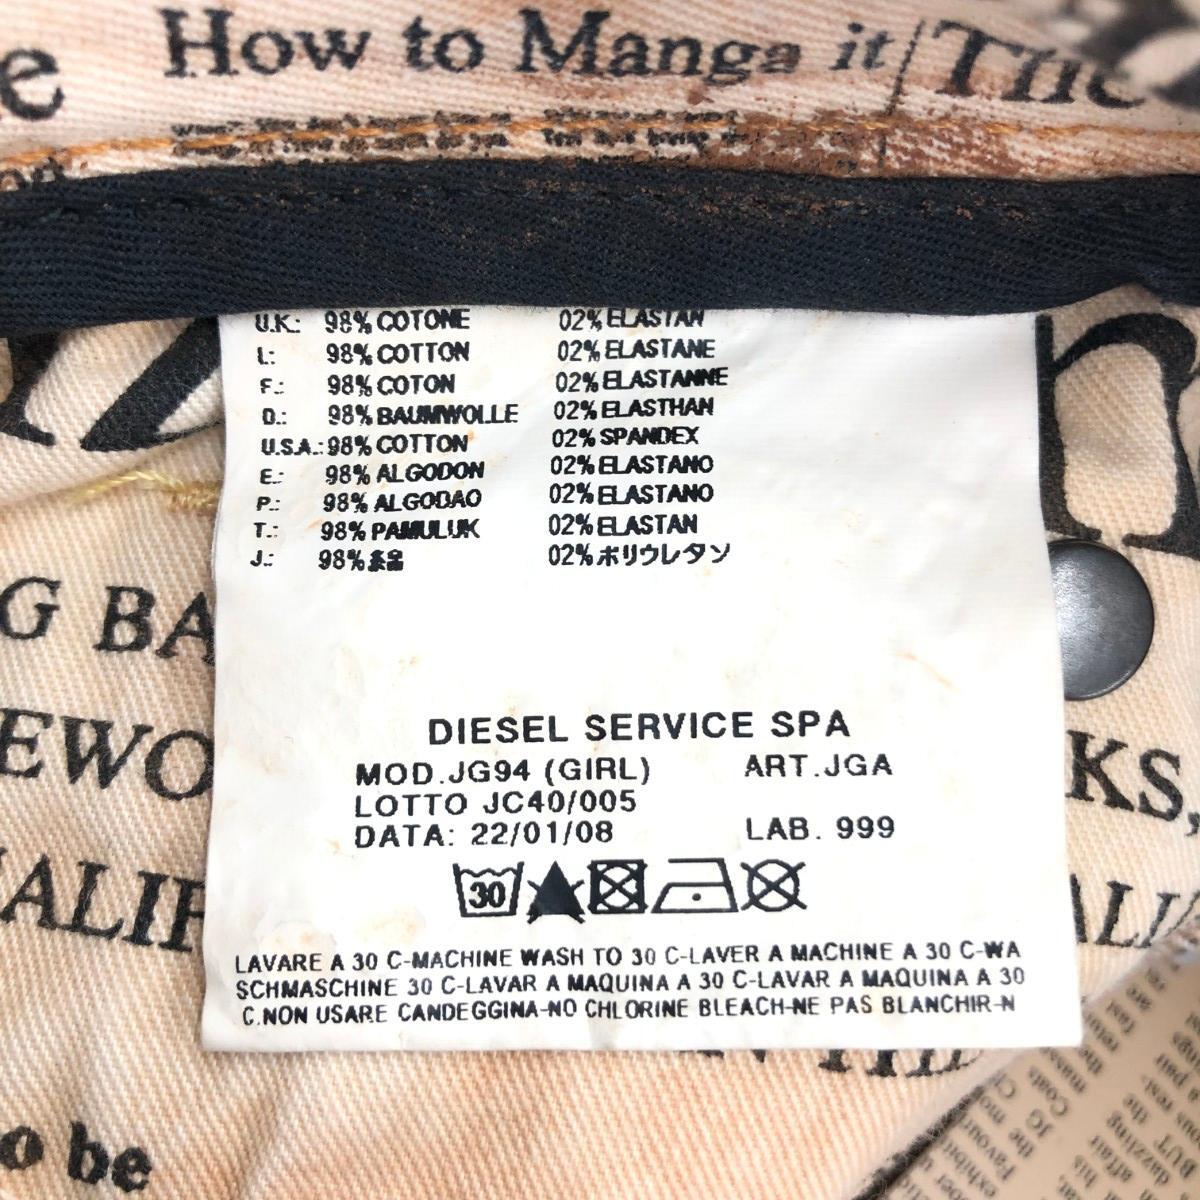 How to Manga it
The
U.K.: 98% COTONE 02% ELASTAN
L: 98% COTTON 02% ELASTANE
F.: 98% COTON 02% ELASTANNE
D.: 98% BAUMWOLLE 02% ELASTHAN
U.S.A.: 98% COTTON 02% SPANDEX
E.: 98% ALGODON 02% ELASTANO
P.: 98% ALGODAO 02% ELASTANO
T.: 98% PAMULUK 02% ELASTAN
J.: 98% 02% ポリウレタン
DIESEL SERVICE SPA
MOD.JG94 (GIRL) ART.JGA
LOTTO JC40/005
DATA: 22/01/08 LAB. 999
30
LAVARE A 30 C-MACHINE WASH TO 30 C-LAVER A MACHINE A 30 C-WA
SCHMASCHINE 30 C-LAVAR A MAQUINA A 30 C-LAVAR A MAQUINA A 30
C.NON USARE CANDEGGINA-NO CHLORINE BLEACH-NE PAS BLANCHIR-N
G BA
EWO
KS,
ALIF
ALL
o be